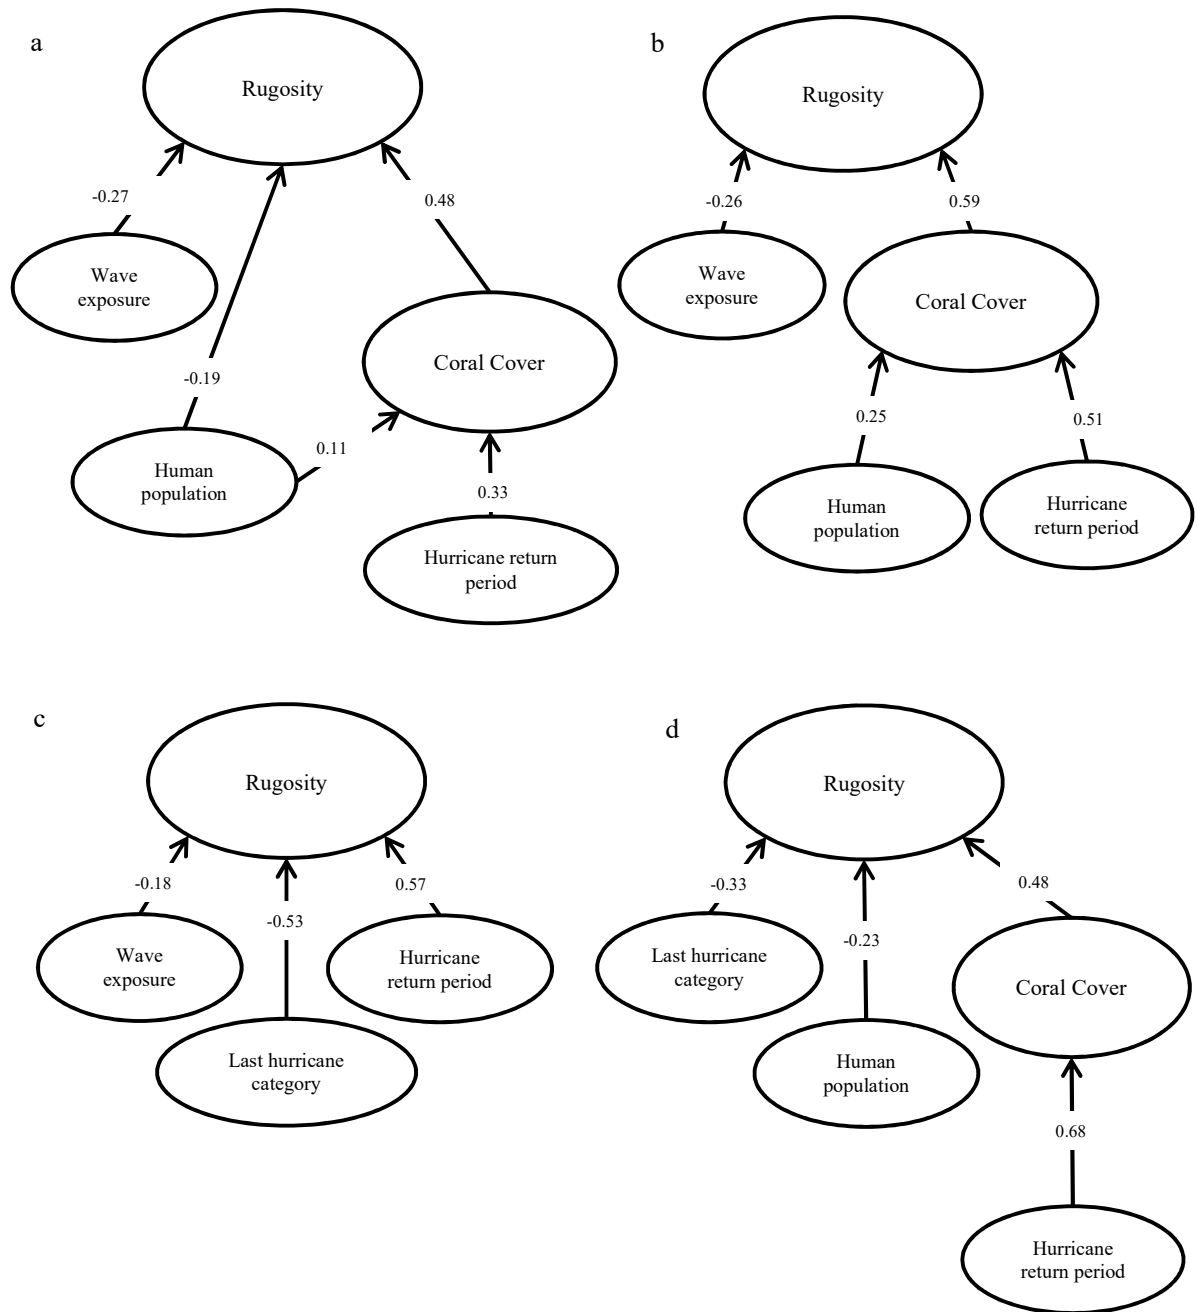 a
Rugosity
-0.27
0.48
Wave
exposure
Coral Cover
-0.19
0.11
Human
population
0.33
Hurricane return
period
b
Rugosity
-0.26
0.59
Wave
exposure
Coral Cover
0.25
0.51
Human
population
Hurricane
return period
c
Rugosity
-0.18
0.57
-0.53
Wave
exposure
Hurricane
return period
Last hurricane
category
d
Rugosity
-0.33
0.48
-0.23
Last hurricane
category
Coral Cover
Human
population
0.68
Hurricane
return period